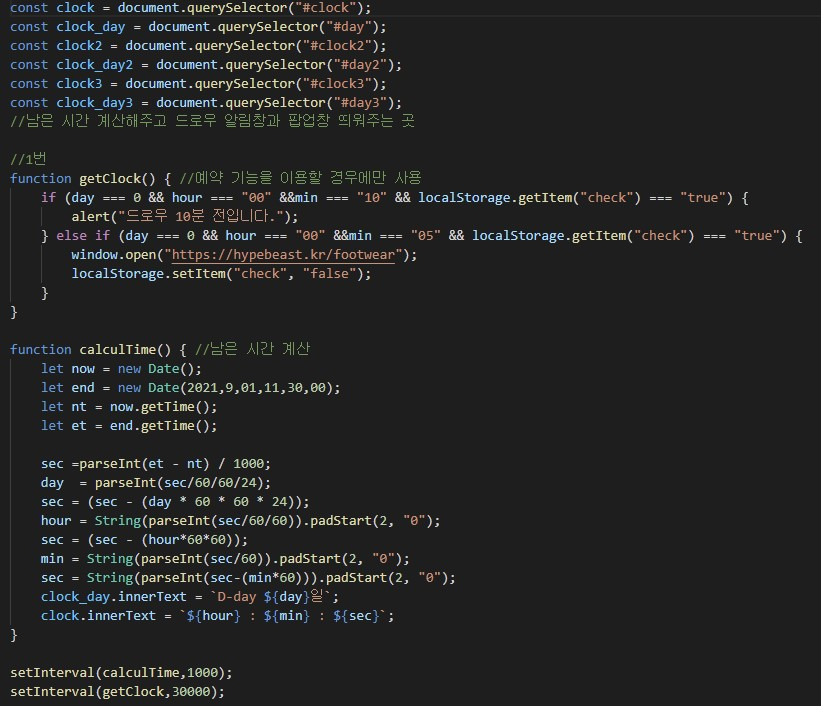 const clock = document.querySelector("#clock");
const clock_day = document.querySelector("#day");
const clock2 = document.querySelector("#clock2");
const clock_day2 = document.querySelector("#day2");
const clock3 = document.querySelector("#clock3");
const clock_day3 = document.querySelector("#day3");
//남은 시간 계산해주고 드로우 알림창과 팝업창 띄워주는 곳

//1번
function getClock() { //예약 기능을 이용할 경우에만 사용
    if (day === 0 && hour === "00" &&min === "10" && localStorage.getItem("check") === "true") {
        alert("드로우 10분 전입니다.");
    } else if (day === 0 && hour === "00" &&min === "05" && localStorage.getItem("check") === "true") {
        window.open("https://hypebeast.kr/footwear");
        localStorage.setItem("check", "false");
    }
}

function calculTime() { //남은 시간 계산
    let now = new Date();
    let end = new Date(2021,9,01,11,30,00);
    let nt = now.getTime();
    let et = end.getTime();

    sec =parseInt(et - nt) / 1000;
    day  = parseInt(sec/60/60/24);
    sec = (sec - (day * 60 * 60 * 24));
    hour = String(parseInt(sec/60/60)).padStart(2, "0");
    sec = (sec - (hour*60*60));
    min = String(parseInt(sec/60)).padStart(2, "0");
    sec = String(parseInt(sec-(min*60))).padStart(2, "0");
    clock_day.innerText = `D-day ${day}일`;
    clock.innerText = `${hour} : ${min} : ${sec}`;
}

setInterval(calculTime,1000);
setInterval(getClock,30000);